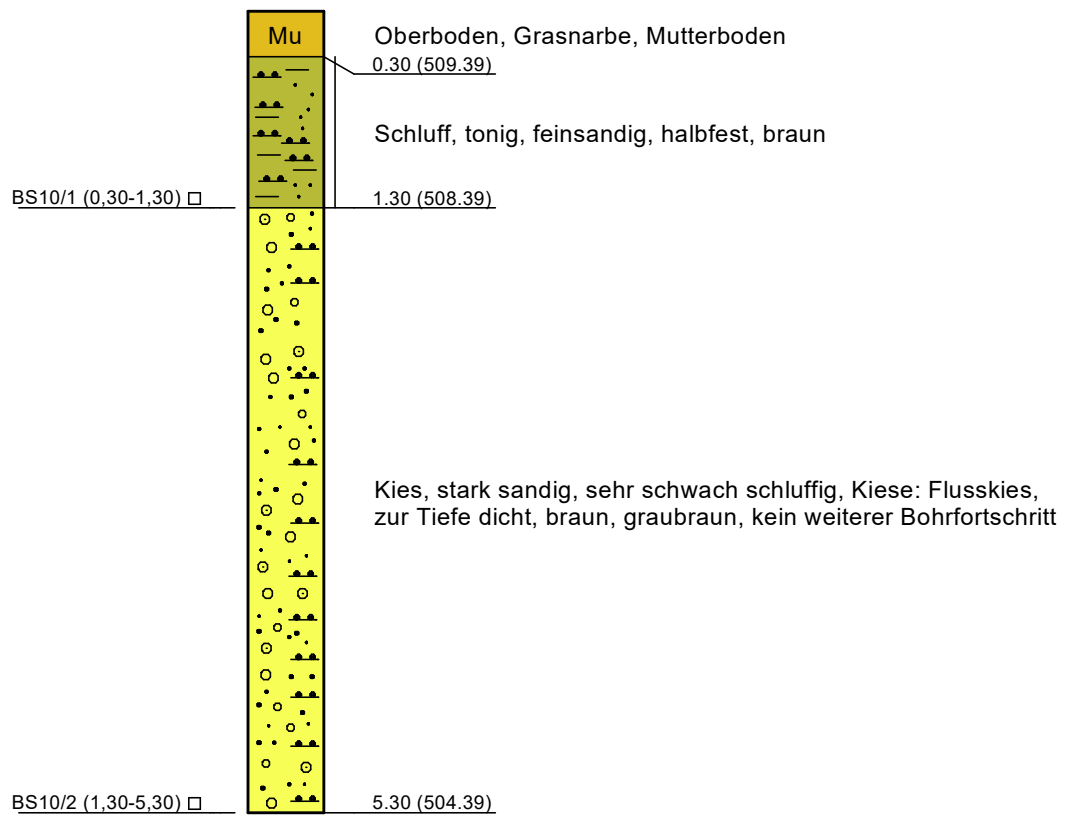 Mu
Oberboden, Grasnarbe, Mutterboden
0.30 (509.39)
Schluff, tonig, feinsandig, halbfest, braun
BS10/1 (0,30-1,30)
1.30 (508.39)
Kies, stark sandig, sehr schwach schluffig, Kiese: Flusskies,
zur Tiefe dicht, braun, graubraun, kein weiterer Bohrfortschritt
BS10/2 (1,30-5,30)
5.30 (504.39)